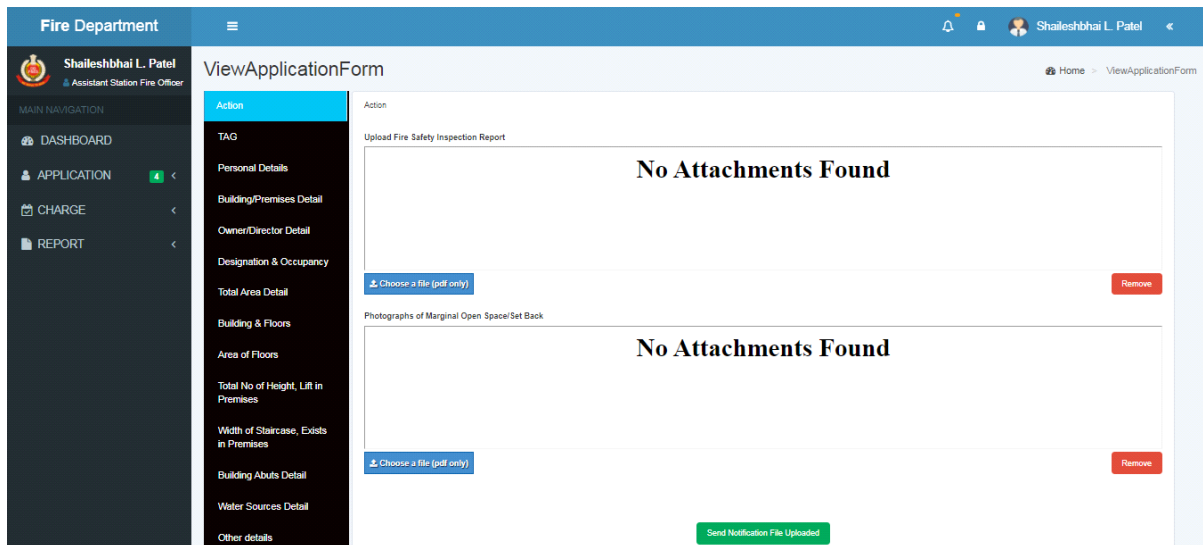 Fire Department
Shaileshbhai L. Patel
Shaileshbhai L. Patel
Assistant Station Fire Officer
MAIN NAVIGATION
DASHBOARD
APPLICATION 4
CHARGE
REPORT
ViewApplicationForm
Home > ViewApplicationForm
Action
TAG
Personal Details
Building/Premises Detail
Owner/Director Detail
Designation & Occupancy
Total Area Detail
Building & Floors
Area of Floors
Total No of Height, Lift in
Premises
Width of Staircase, Exists
in Premises
Building Abuts Detail
Water Sources Detail
Other details
Action
Upload Fire Safety Inspection Report
No Attachments Found
Choose a file (pdf only)
Remove
Photographs of Marginal Open Space/Set Back
No Attachments Found
Choose a file (pdf only)
Remove
Send Notification File Uploaded